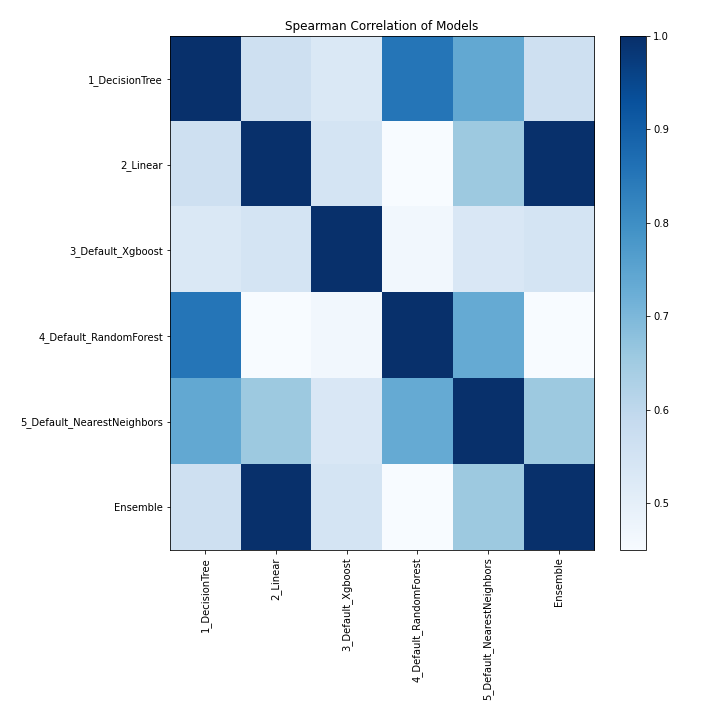 Spearman Correlation of Models
1_DecisionTree
2_Linear
3_Default_Xgboost
4_Default_RandomForest
5_Default_NearestNeighbors
Ensemble
1_DecisionTree
2_Linear
3_Default_Xgboost
4_Default_RandomForest
5_Default_NearestNeighbors
Ensemble
1.0
0.9
0.8
0.7
0.6
0.5